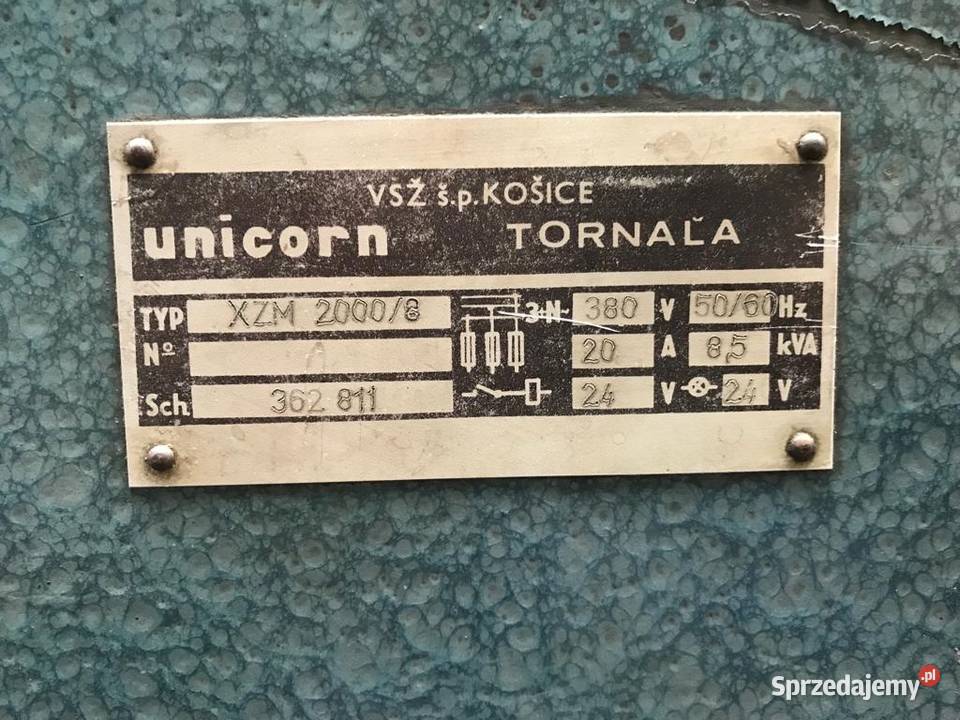 VSŽ š.p. KOŠICE
unicorn TORNAĽA
TYP XZM 2000/8 3+N~ 380 V 50/60 Hz
Nº 20 A 8,5 kVA
Sch 362 811 24 V 24 V
Sprzedajemy.pl